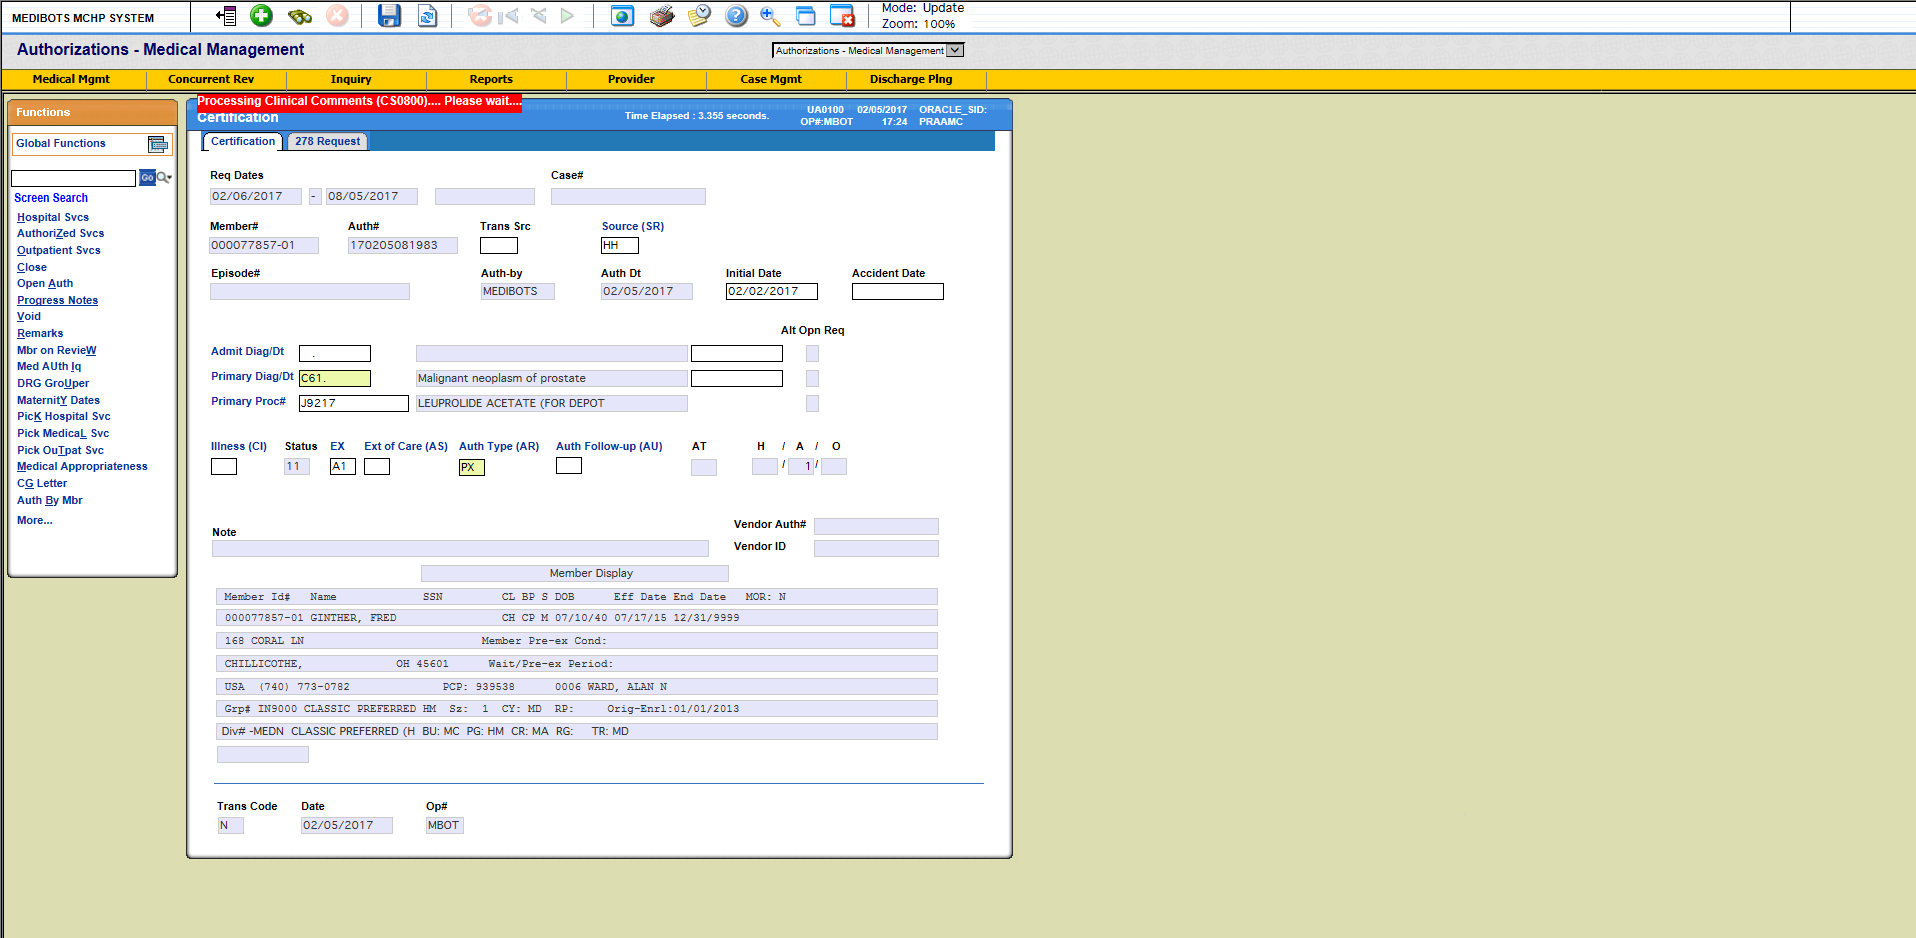 MEDIBOTS MCHP SYSTEM
Mode: Update
Zoom: 100%
Authorizations - Medical Management
Authorizations - Medical Management
Medical Mgmt Concurrent Rev Inquiry Reports Provider Case Mgmt Discharge Plng
Functions
Global Functions
Go
Screen Search
Hospital Svcs
AuthoriZed Svcs
Outpatient Svcs
Close
Open Auth
Progress Notes
Void
Remarks
Mbr on RevieW
Med AUth Iq
DRG GroUper
MaternitY Dates
PicK Hospital Svc
Pick MedicaL Svc
Pick OuTpat Svc
Medical Appropriateness
CG Letter
Auth By Mbr
More...
Processing Clinical Comments (CS0800).... Please wait....
Certification
Time Elapsed : 3.355 seconds.
UA0100 02/05/2017 ORACLE_SID:
OP#:MBOT 17:24 PRAAMC
Certification 278 Request
Req Dates Case#
02/06/2017 - 08/05/2017
Member# Auth# Trans Src Source (SR)
000077857-01 170205081983 HH
Episode# Auth-by Auth Dt Initial Date Accident Date
MEDIBOTS 02/05/2017 02/02/2017
Alt Opn Req
Admit Diag/Dt .
Primary Diag/Dt C61. Malignant neoplasm of prostate
Primary Proc# J9217 LEUPROLIDE ACETATE (FOR DEPOT
Illness (CI) Status EX Ext of Care (AS) Auth Type (AR) Auth Follow-up (AU) AT H / A / O
11 A1 PX / 1 /
Vendor Auth#
Note
Vendor ID
Member Display
Member Id# Name SSN CL BP S DOB Eff Date End Date MOR: N
000077857-01 GINTHER, FRED CH CP M 07/10/40 07/17/15 12/31/9999
168 CORAL LN Member Pre-ex Cond:
CHILLICOTHE, OH 45601 Wait/Pre-ex Period:
USA (740) 773-0782 PCP: 939538 0006 WARD, ALAN N
Grp# IN9000 CLASSIC PREFERRED HM Sz: 1 CY: MD RP: Orig-Enrl:01/01/2013
Div# -MEDN CLASSIC PREFERRED (H BU: MC PG: HM CR: MA RG: TR: MD
Trans Code Date Op#
N 02/05/2017 MBOT